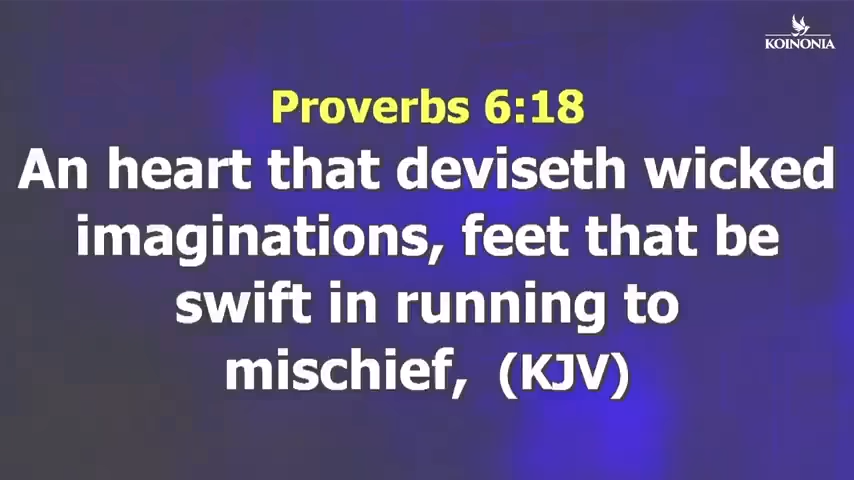 KOINONIA
Proverbs 6:18
An heart that deviseth wicked
imaginations, feet that be
swift in running to
mischief, (KJV)